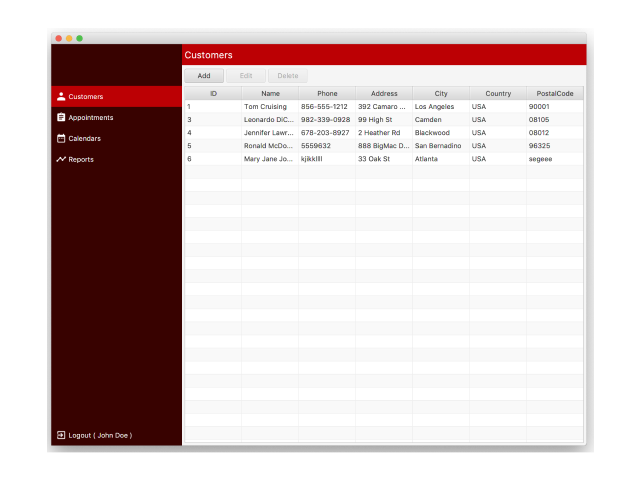 Customers
Add Edit Delete
Customers
Appointments
Calendars
Reports
Logout ( John Doe )
ID Name Phone Address City Country PostalCode
1 Tom Cruising 856-555-1212 392 Camaro ... Los Angeles USA 90001
3 Leonardo DiC... 982-339-0928 99 High St Camden USA 08105
4 Jennifer Lawr... 678-203-8927 2 Heather Rd Blackwood USA 08012
5 Ronald McDo... 5559632 888 BigMac D... San Bernadino USA 96325
6 Mary Jane Jo... 33 Oak St Atlanta USA segeee